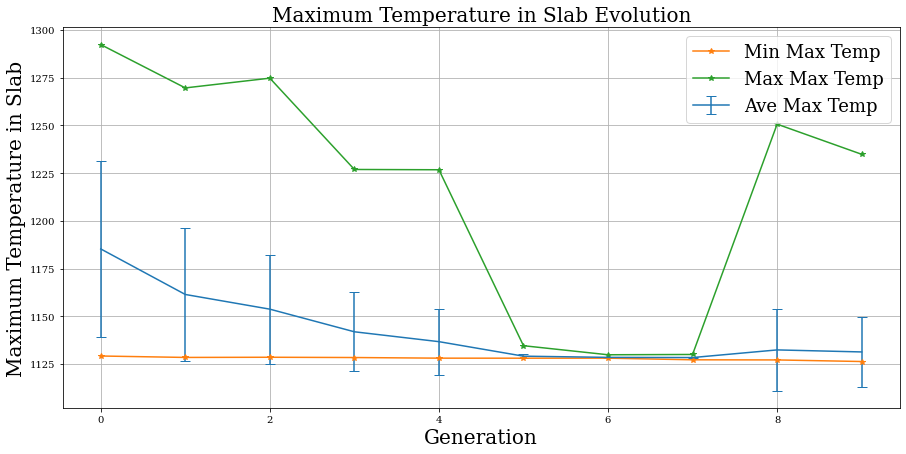 Maximum Temperature in Slab Evolution
Maximum Temperature in Slab
1300
1275
1250
1225
1200
1175
1150
1125
Min Max Temp
Max Max Temp
Ave Max Temp
0
2
4
6
8
Generation